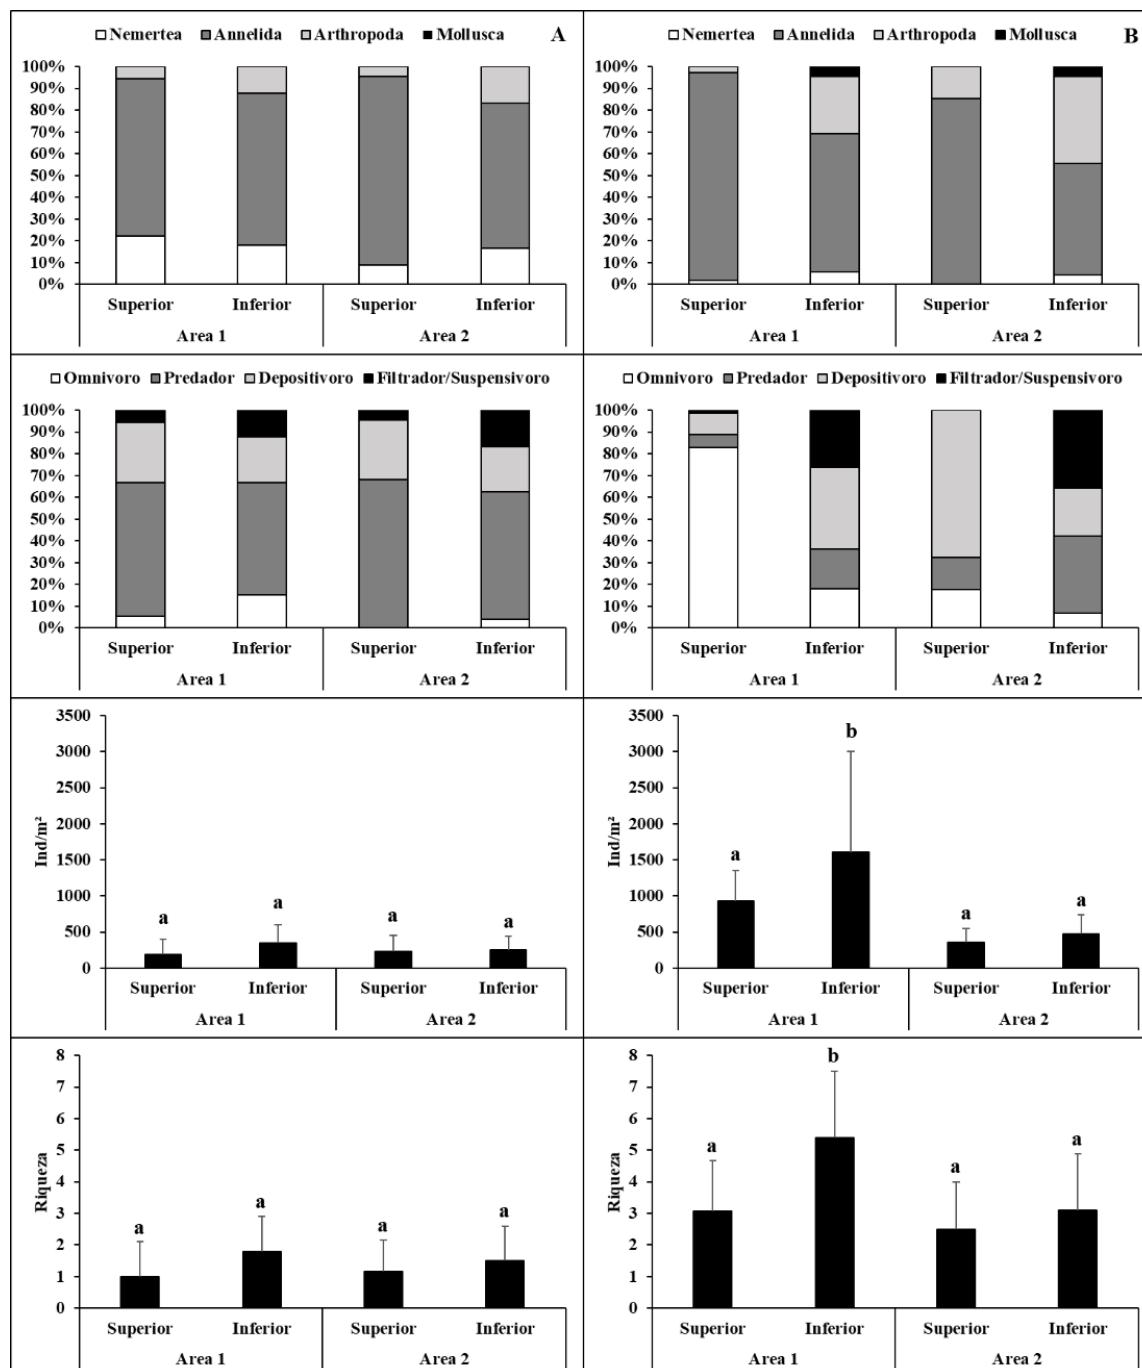 Nemertea Annelida Arthropoda Mollusca A
100%
90%
80%
70%
60%
50%
40%
30%
20%
10%
0%
Superior Inferior Superior Inferior
Area 1 Area 2
Nemertea Annelida Arthropoda Mollusca B
100%
90%
80%
70%
60%
50%
40%
30%
20%
10%
0%
Superior Inferior Superior Inferior
Area 1 Area 2
Omnivoro Predador Depositivoro Filtrador/Suspensivoro
100%
90%
80%
70%
60%
50%
40%
30%
20%
10%
0%
Superior Inferior Superior Inferior
Area 1 Area 2
Omnivoro Predador Depositivoro Filtrador/Suspensivoro
100%
90%
80%
70%
60%
50%
40%
30%
20%
10%
0%
Superior Inferior Superior Inferior
Area 1 Area 2
Ind/m²
3500
3000
2500
2000
1500
1000
500
0
a a a a
Superior Inferior Superior Inferior
Area 1 Area 2
Ind/m²
3500
3000
2500
2000
1500
1000
500
0
a b a a
Superior Inferior Superior Inferior
Area 1 Area 2
Riqueza
8
7
6
5
4
3
2
1
0
a a a a
Superior Inferior Superior Inferior
Area 1 Area 2
Riqueza
8
7
6
5
4
3
2
1
0
a b a a
Superior Inferior Superior Inferior
Area 1 Area 2